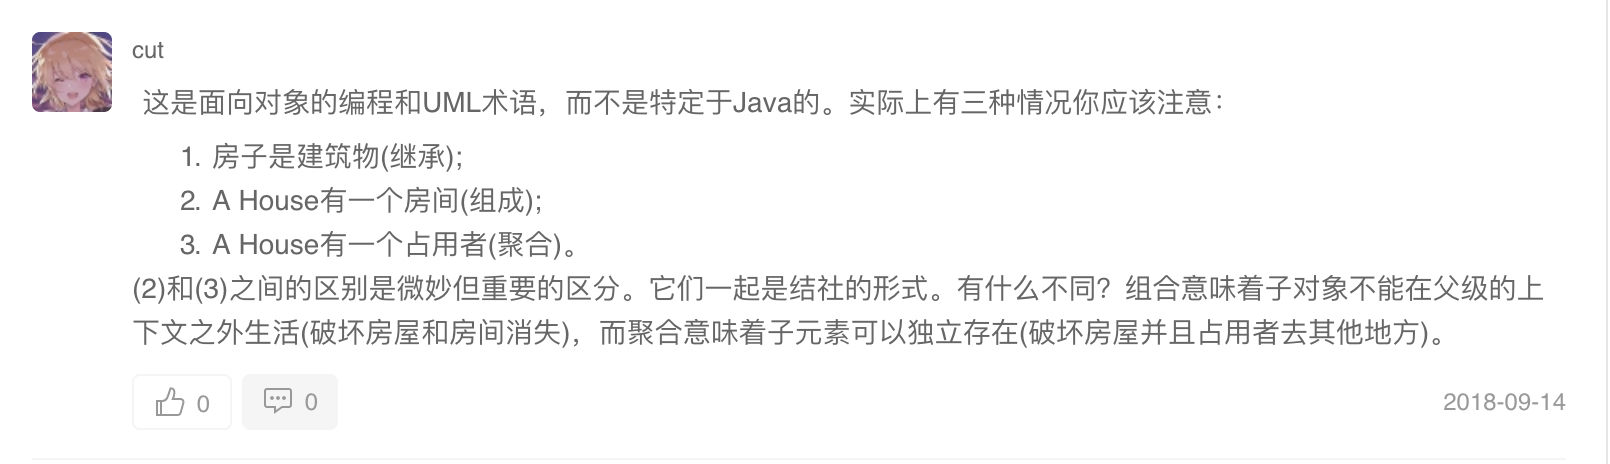 cut
这是面向对象的编程和UML术语，而不是特定于Java的。实际上有三种情况你应该注意：
1. 房子是建筑物(继承);
2. A House有一个房间(组成);
3. A House有一个占用者(聚合)。
(2)和(3)之间的区别是微妙但重要的区分。它们一起是结社的形式。有什么不同？组合意味着子对象不能在父级的上
下文之外生活(破坏房屋和房间消失)，而聚合意味着子元素可以独立存在(破坏房屋并且占用者去其他地方)。
0
0
2018-09-14